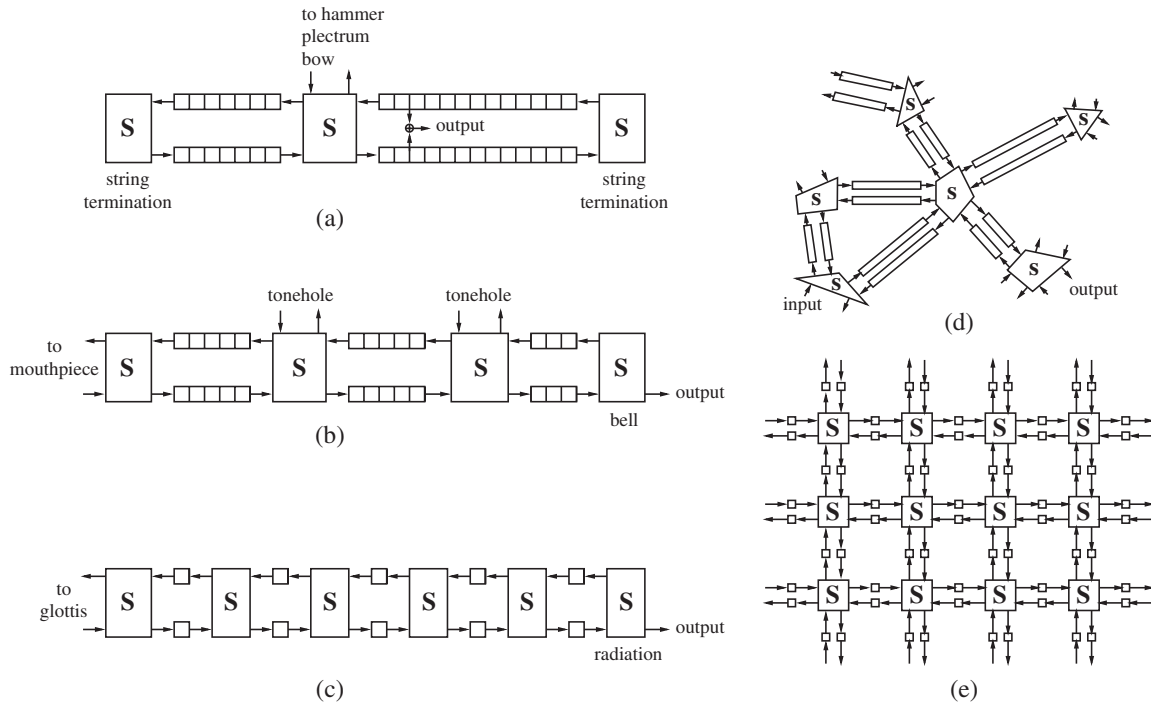 to hammer
plectrum
bow
S
S
S
output
string
termination
string
termination
(a)
tonehole
tonehole
to
mouthpiece
S
S
S
S
output
bell
(b)
to
glottis
S
S
S
S
S
S
output
radiation
(c)
S
S
S
S
S
S
input
output
(d)
S
S
S
S
S
S
S
S
S
S
S
S
(e)